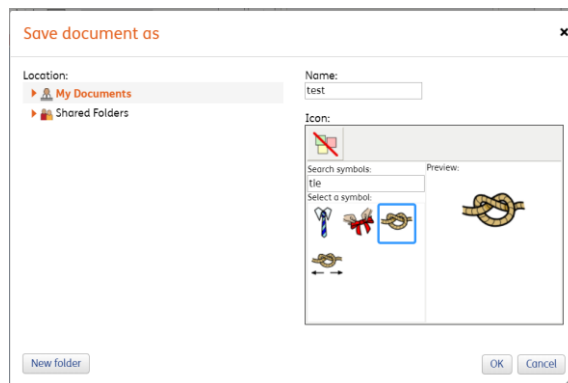 Save document as
Location:
My Documents
Shared Folders
Name:
test
Icon:
Search symbols:
tie
Select a symbol:
Preview:
New folder
OK
Cancel